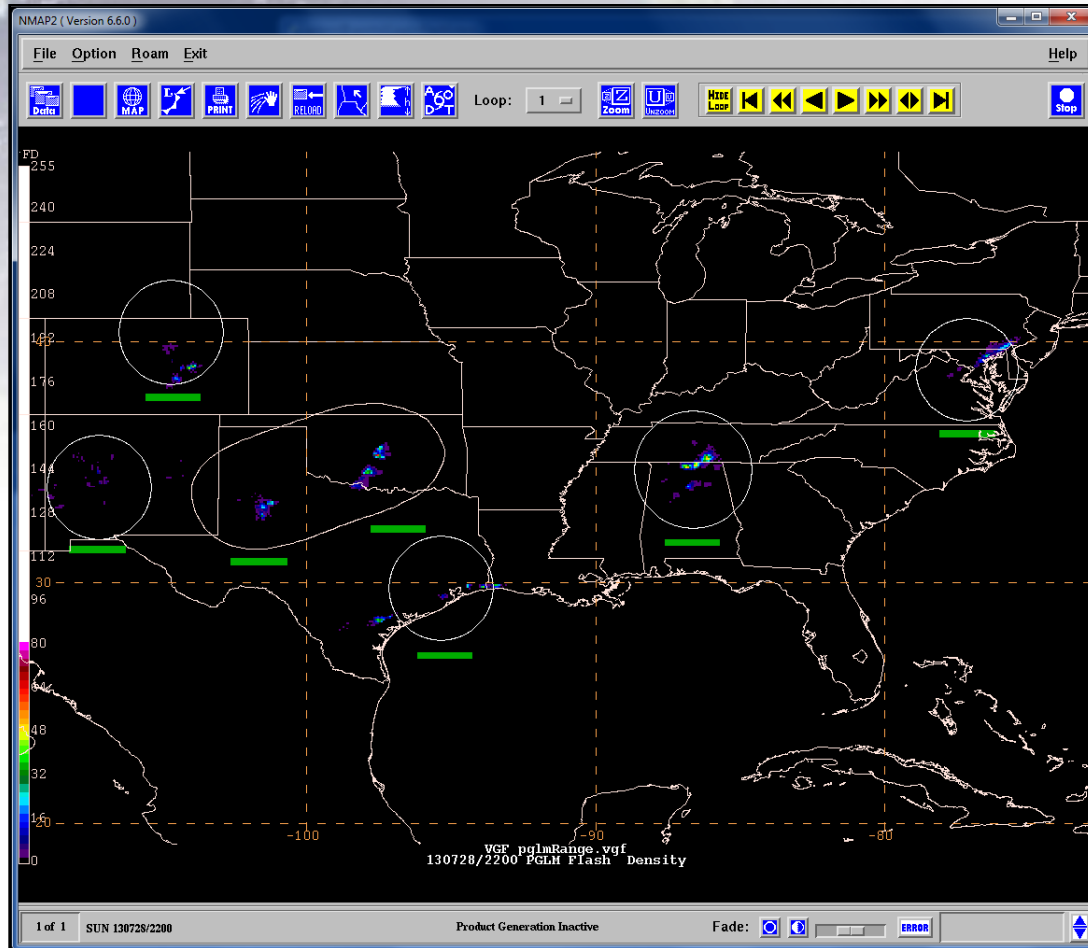 NMAP2 ( Version 6.6.0 )
File Option Roam Exit Help
Data MAP L PRINT RELOAD AODT Loop: 1 Z Zoom U UNZOOM HIDE LOOP Stop
FD
255
240
224
208
192
176
160
144
128
112
30
96
80
48
32
16
-20
0
-100 -90 -80
VGF pglmRange.vgf
130728/2200 PGLM Flash Density
1 of 1 SUN 130728/2200 Product Generation Inactive Fade: ERROR